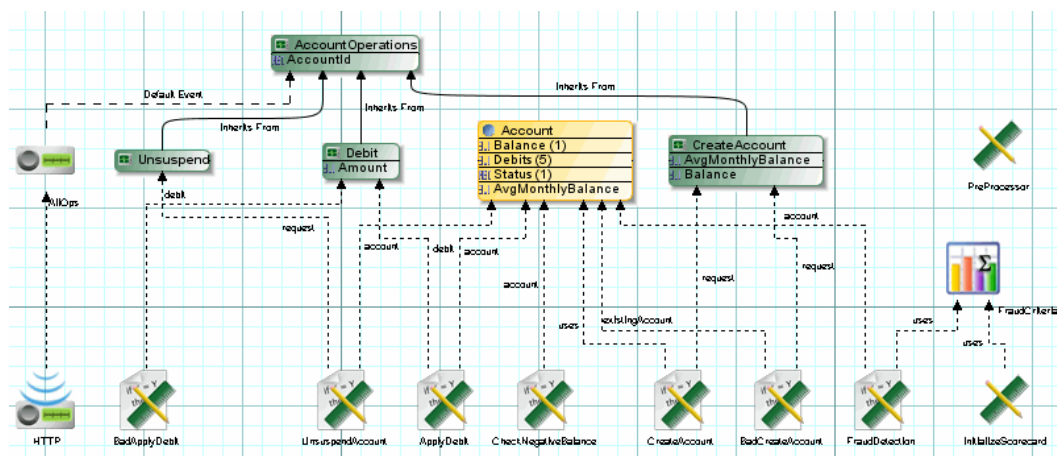 AccountOperations
AccountId
Default Event
Inherits From
Inherits From
Inherits From
Account
Balance (1)
Debits (5)
Status (1)
AvgMonthlyBalance
CreateAccount
AvgMonthlyBalance
Balance
Unsuspend
Debit
Amount
PreProcessor
AllOps
debit
request
account
debit
account
account
request
account
request
uses
existingAccount
uses
uses
FraudCriteria
HTTP
BadApplyDebit
UnsuspendAccount
ApplyDebit
CheckNegativeBalance
CreateAccount
BadCreateAccount
FraudDetection
InitializeScorecard